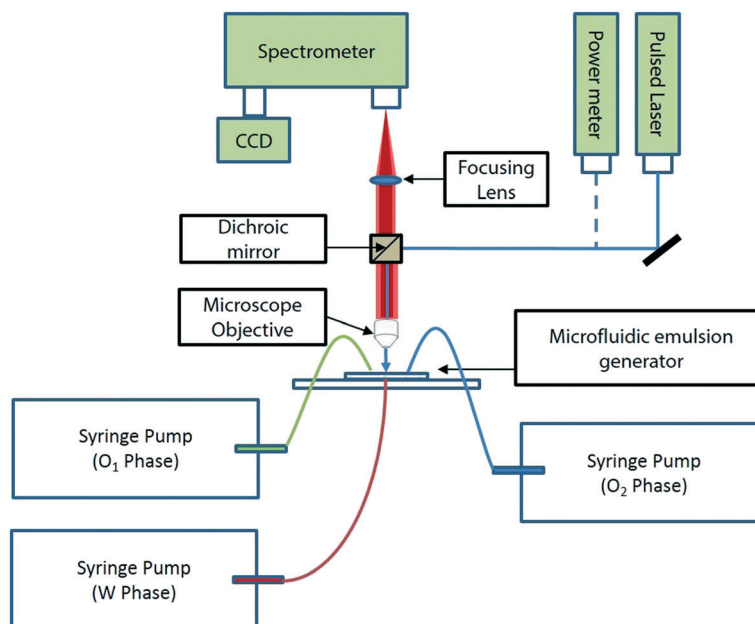 Spectrometer
CCD
Power meter
Pulsed Laser
Focusing
Lens
Dichroic
mirror
Microscope
Objective
Microfluidic emulsion
generator
Syringe Pump
(O₁ Phase)
Syringe Pump
(O₂ Phase)
Syringe Pump
(W Phase)